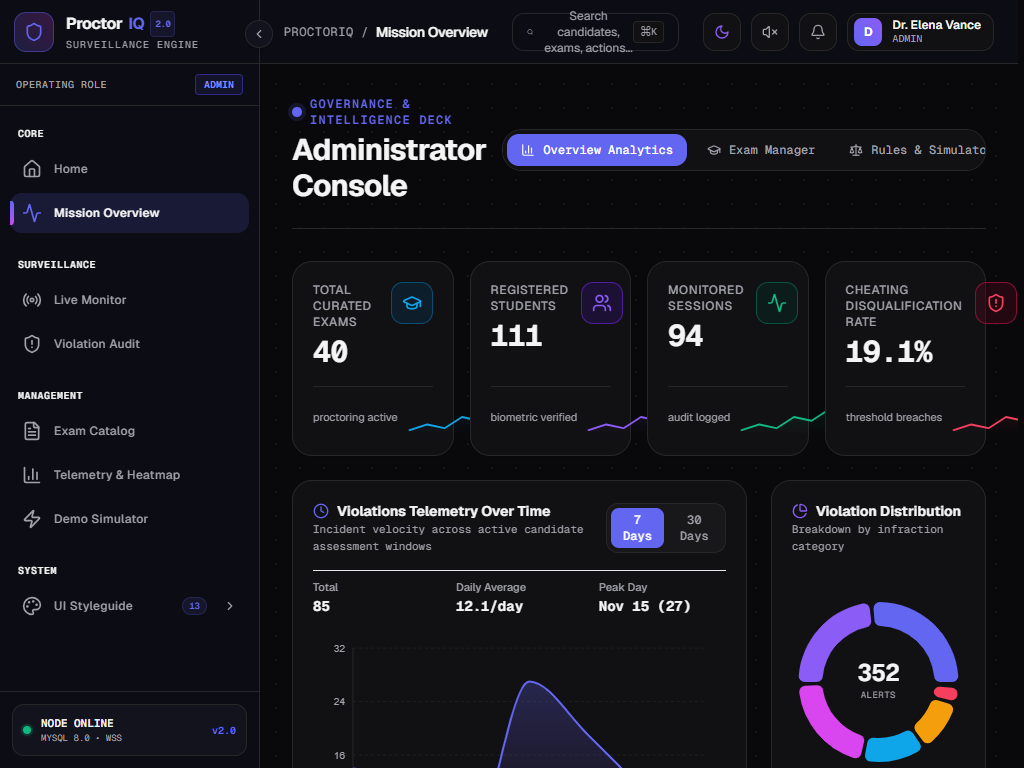 Proctor IQ 2.0
SURVEILLANCE ENGINE
OPERATING ROLE
ADMIN
CORE
Home
Mission Overview
SURVEILLANCE
Live Monitor
Violation Audit
MANAGEMENT
Exam Catalog
Telemetry & Heatmap
Demo Simulator
SYSTEM
UI Styleguide
13
NODE ONLINE
MYSQL 8.0 • WSS
v2.0
PROCTORIQ / Mission Overview
Search
candidates,
exams, actions…
⌘K
D
Dr. Elena Vance
ADMIN
GOVERNANCE &
INTELLIGENCE DECK
Administrator
Console
Overview Analytics
Exam Manager
Rules & Simulato
TOTAL
CURATED
EXAMS
40
proctoring active
REGISTERED
STUDENTS
111
biometric verified
MONITORED
SESSIONS
94
audit logged
CHEATING
DISQUALIFICATION
RATE
19.1%
threshold breaches
Violations Telemetry Over Time
Incident velocity across active candidate
assessment windows
7
Days
30
Days
Total
85
Daily Average
12.1/day
Peak Day
Nov 15 (27)
32
24
16
Violation Distribution
Breakdown by infraction
category
352
ALERTS